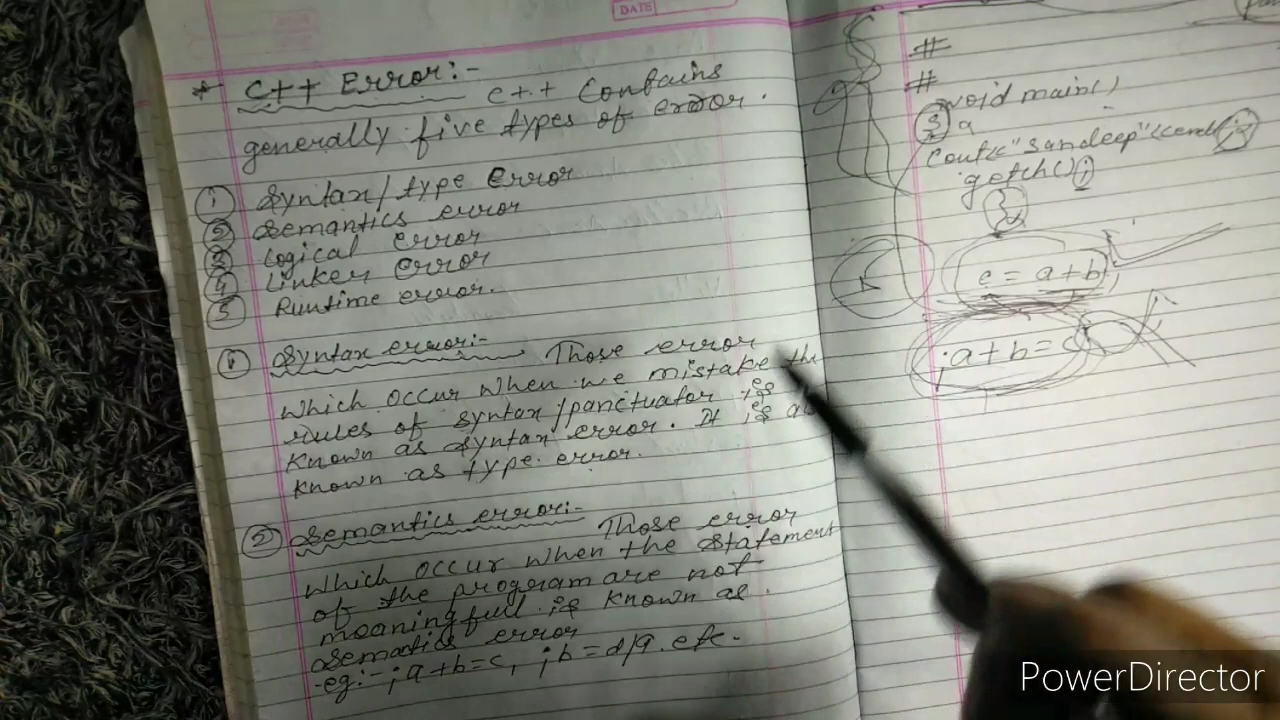 DATE
* C++ Error:-
C++ Contains
generally five types of error.
① Syntax/type Error
② Semantics error
③ Logical error
④ Linker Error
⑤ Runtime error.
① Syntax error:-
Those error
which occur when we mistake the
rules of syntax/panctuator is
known as syntax error. It is
known as type error.
② Semantics error:-
Those error
which occur when the statement
of the program are not
meaningfull is known as.
Semantics error
eg:- ; a+b=c, ; b=d/a. etc.
#
#
void main()
{
Cout<<"Sandeep"<<endl;
getch();
}
c = a+b;
;a+b=c
PowerDirector